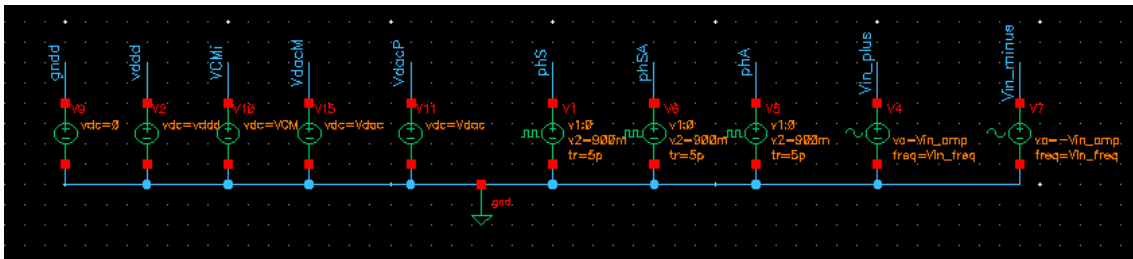 gndd
vddd
VCMi
VdacM
VdacP
phS
phSA
phA
Vin_plus
Vin_minus
V9
V2
V10
V15
V11
V1
V6
V5
V4
V7
vdc=0
vdc=vddd
vdc=VCM
vdc=Vdac
vdc=Vdac
v1:0
v2-900m
tr=5p
v1:0
v2-900m
tr=5p
v1:0
v2-900m
tr=5p
va-Vin_amp
freq=Vin_freq
va--Vin_amp
freq=Vin_freq
gnd